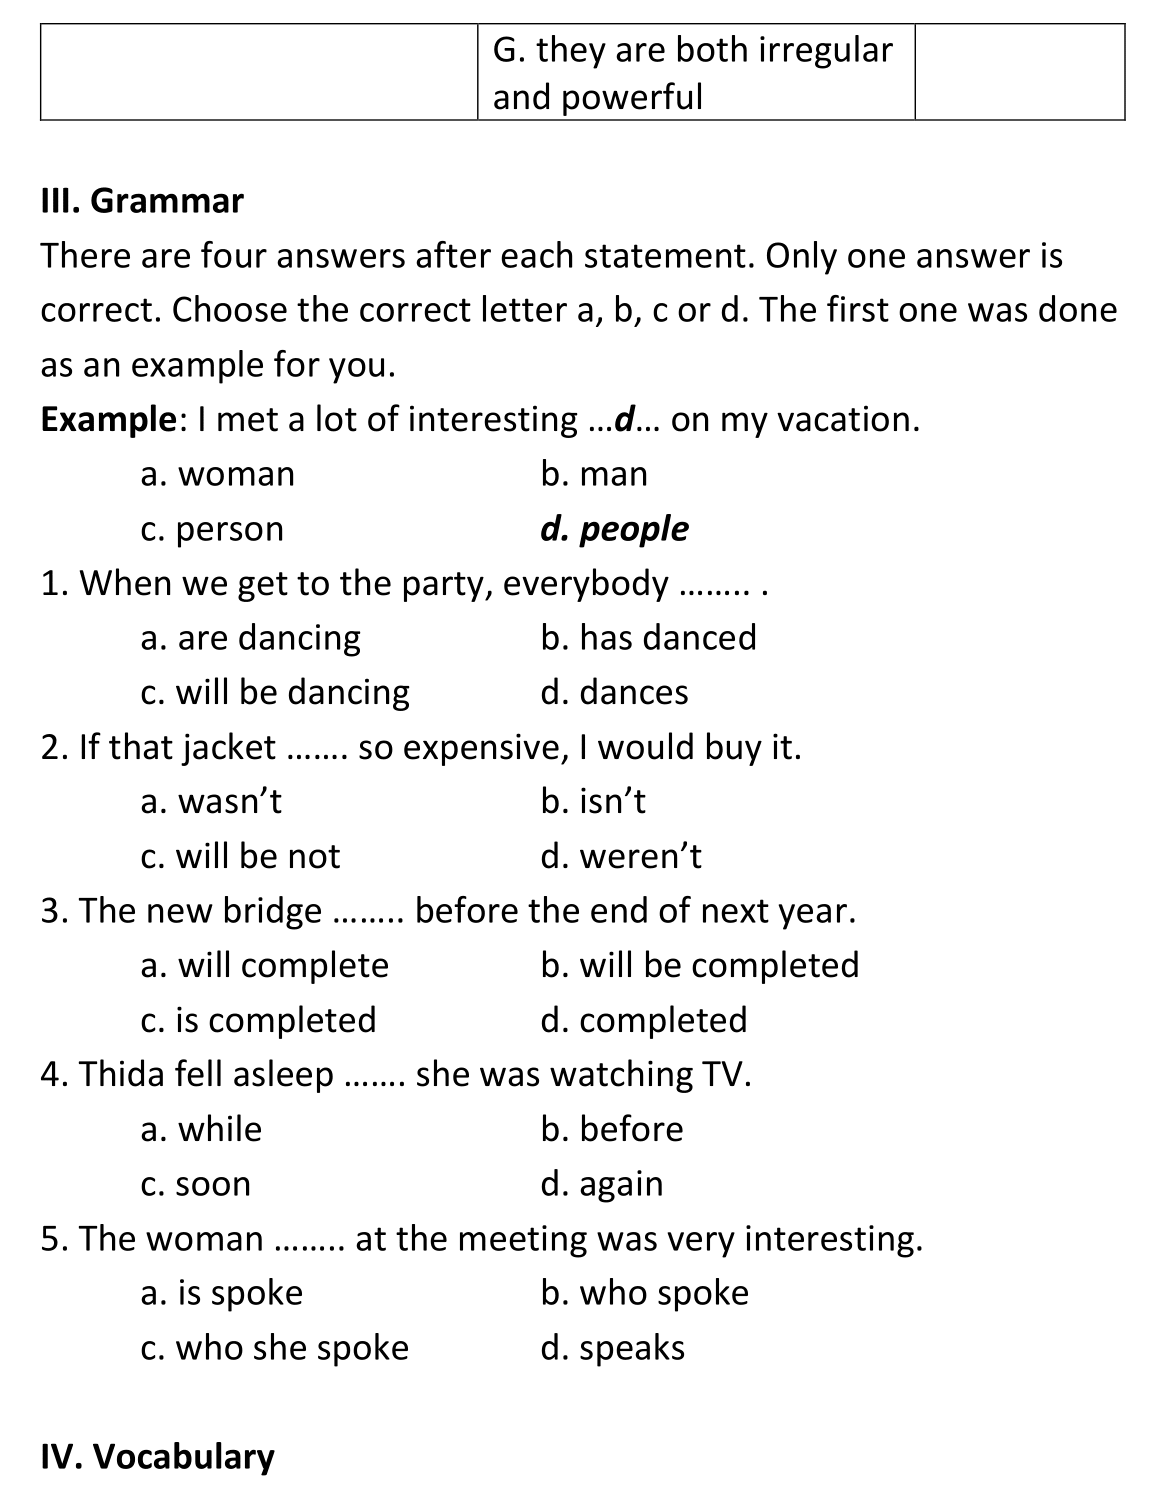 G. they are both irregular
and powerful
III. Grammar
There are four answers after each statement. Only one answer is
correct. Choose the correct letter a, b, c or d. The first one was done
as an example for you.
Example: I met a lot of interesting ...d... on my vacation.
a. woman b. man
c. person d. people
1. When we get to the party, everybody ........ .
a. are dancing b. has danced
c. will be dancing d. dances
2. If that jacket ....... so expensive, I would buy it.
a. wasn’t b. isn’t
c. will be not d. weren’t
3. The new bridge ........ before the end of next year.
a. will complete b. will be completed
c. is completed d. completed
4. Thida fell asleep ....... she was watching TV.
a. while b. before
c. soon d. again
5. The woman ........ at the meeting was very interesting.
a. is spoke b. who spoke
c. who she spoke d. speaks
IV. Vocabulary